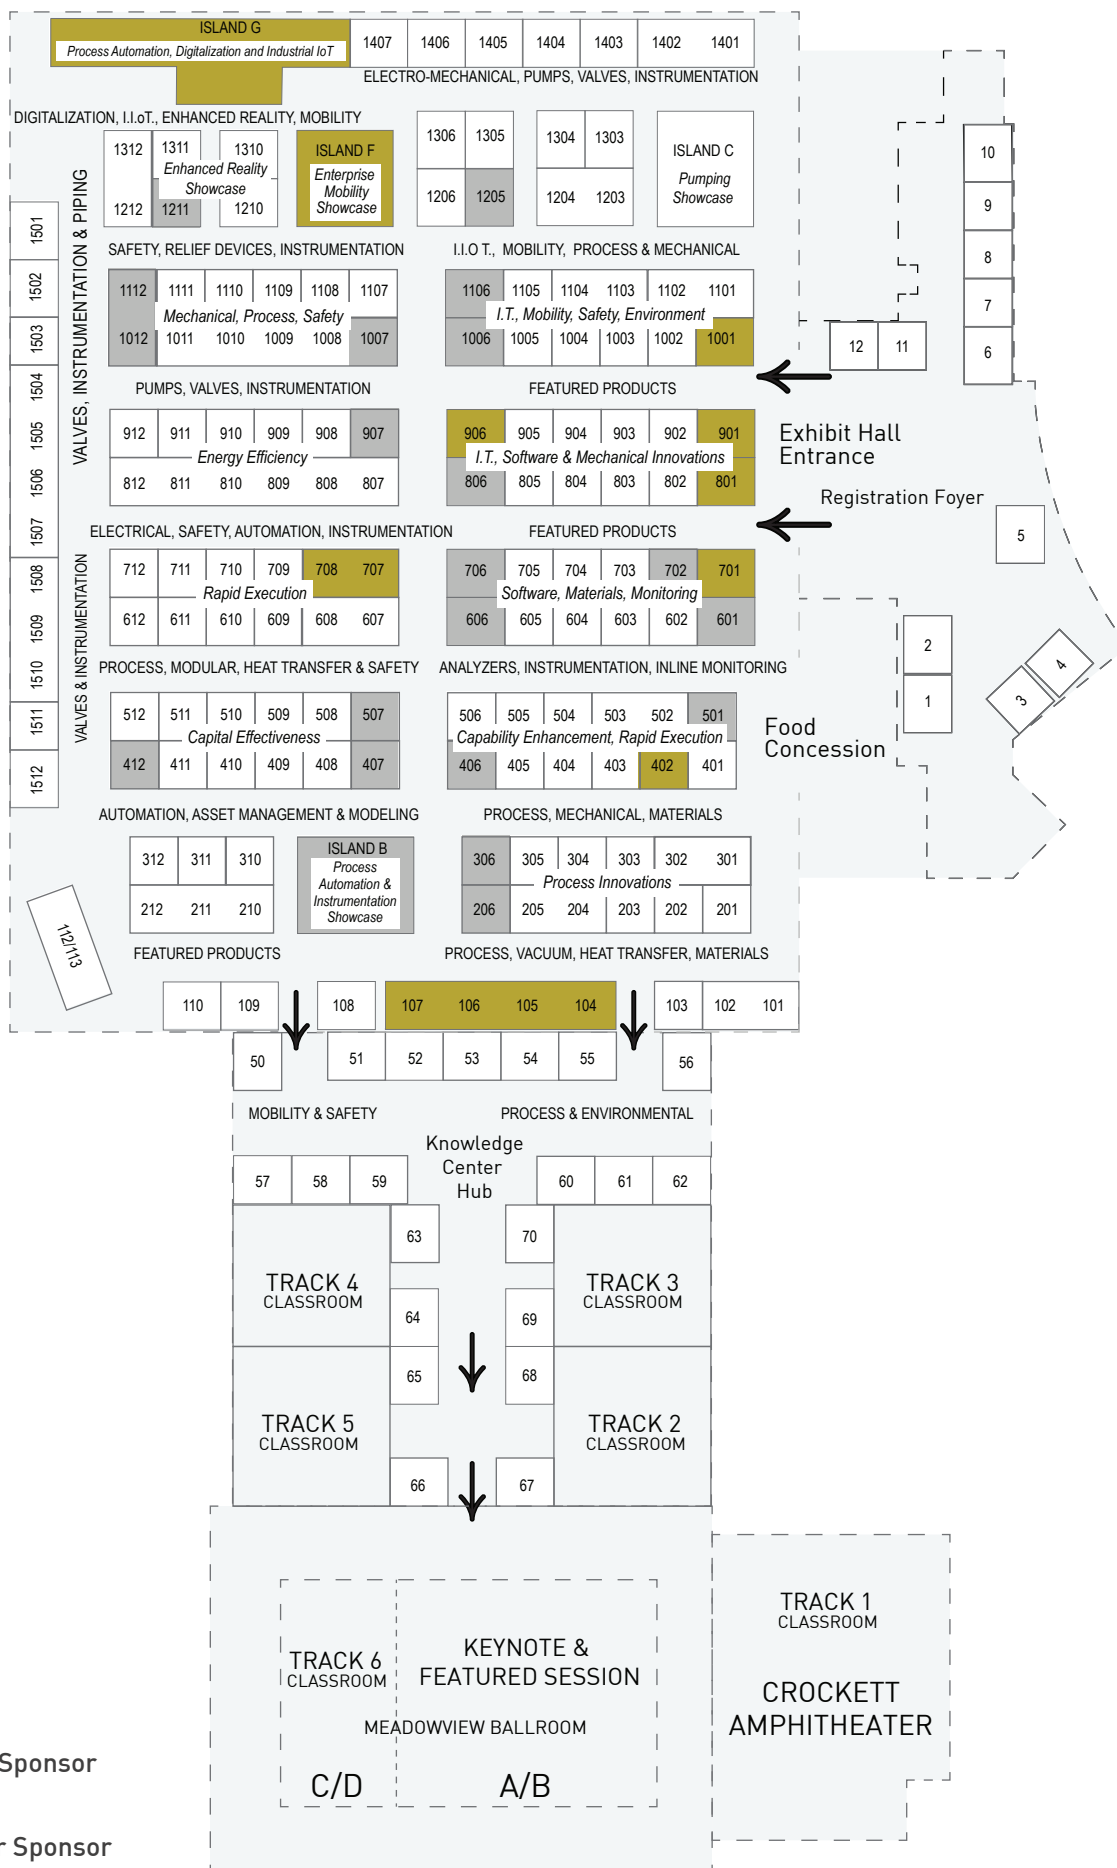 ISLAND G
Process Automation, Digitalization and Industrial IoT
1407 1406 1405 1404 1403 1402 1401
ELECTRO-MECHANICAL, PUMPS, VALVES, INSTRUMENTATION
DIGITALIZATION, I.I.oT., ENHANCED REALITY, MOBILITY
1312 1311 1310
Enhanced Reality
Showcase
1212 1211 1210
ISLAND F
Enterprise
Mobility
Showcase
1306 1305 1304 1303
1206 1205 1204 1203
ISLAND C
Pumping
Showcase
10
9
8
7
6
12 11
VALVES, INSTRUMENTATION & PIPING
1501
1502
1503
1504
1505
1506
1507
1508
1509
1510
1511
1512
VALVES & INSTRUMENTATION
SAFETY, RELIEF DEVICES, INSTRUMENTATION
1112 1111 1110 1109 1108 1107
Mechanical, Process, Safety
1012 1011 1010 1009 1008 1007
I.I.O T., MOBILITY, PROCESS & MECHANICAL
1106 1105 1104 1103 1102 1101
I.T., Mobility, Safety, Environment
1006 1005 1004 1003 1002 1001
PUMPS, VALVES, INSTRUMENTATION
912 911 910 909 908 907
Energy Efficiency
812 811 810 809 808 807
FEATURED PRODUCTS
906 905 904 903 902 901
I.T., Software & Mechanical Innovations
806 805 804 803 802 801
Exhibit Hall
Entrance
Registration Foyer
5
ELECTRICAL, SAFETY, AUTOMATION, INSTRUMENTATION
712 711 710 709 708 707
Rapid Execution
612 611 610 609 608 607
FEATURED PRODUCTS
706 705 704 703 702 701
Software, Materials, Monitoring
606 605 604 603 602 601
2
1
4
3
PROCESS, MODULAR, HEAT TRANSFER & SAFETY
512 511 510 509 508 507
Capital Effectiveness
412 411 410 409 408 407
ANALYZERS, INSTRUMENTATION, INLINE MONITORING
506 505 504 503 502 501
Capability Enhancement, Rapid Execution
406 405 404 403 402 401
Food
Concession
AUTOMATION, ASSET MANAGEMENT & MODELING
312 311 310
212 211 210
ISLAND B
Process
Automation &
Instrumentation
Showcase
PROCESS, MECHANICAL, MATERIALS
306 305 304 303 302 301
Process Innovations
206 205 204 203 202 201
112/113
FEATURED PRODUCTS
PROCESS, VACUUM, HEAT TRANSFER, MATERIALS
110 109 108 107 106 105 104 103 102 101
50 51 52 53 54 55 56
MOBILITY & SAFETY
PROCESS & ENVIRONMENTAL
Knowledge
Center
Hub
57 58 59 60 61 62
63 70
TRACK 4
CLASSROOM
TRACK 3
CLASSROOM
64 69
65 68
TRACK 5
CLASSROOM
TRACK 2
CLASSROOM
66 67
TRACK 1
CLASSROOM
CROCKETT
AMPHITHEATER
TRACK 6
CLASSROOM
KEYNOTE &
FEATURED SESSION
MEADOWVIEW BALLROOM
C/D A/B
Sponsor
r Sponsor